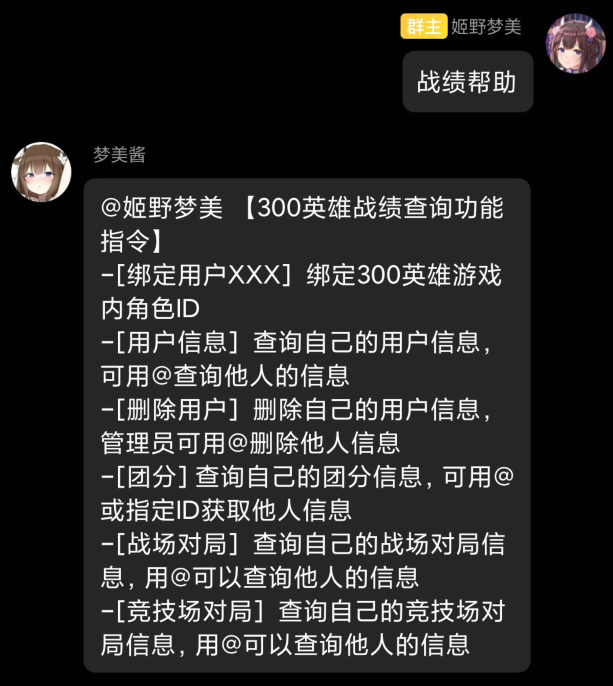 群主 姬野梦美
战绩帮助
梦美酱
@姬野梦美 【300英雄战绩查询功能
指令】
-[绑定用户XXX] 绑定300英雄游戏
内角色ID
-[用户信息] 查询自己的用户信息，
可用@查询他人的信息
-[删除用户] 删除自己的用户信息，
管理员可用@删除他人信息
-[团分] 查询自己的团分信息, 可用@
或指定ID获取他人信息
-[战场对局] 查询自己的战场对局信
息, 用@可以查询他人的信息
-[竞技场对局] 查询自己的竞技场对
局信息, 用@可以查询他人的信息